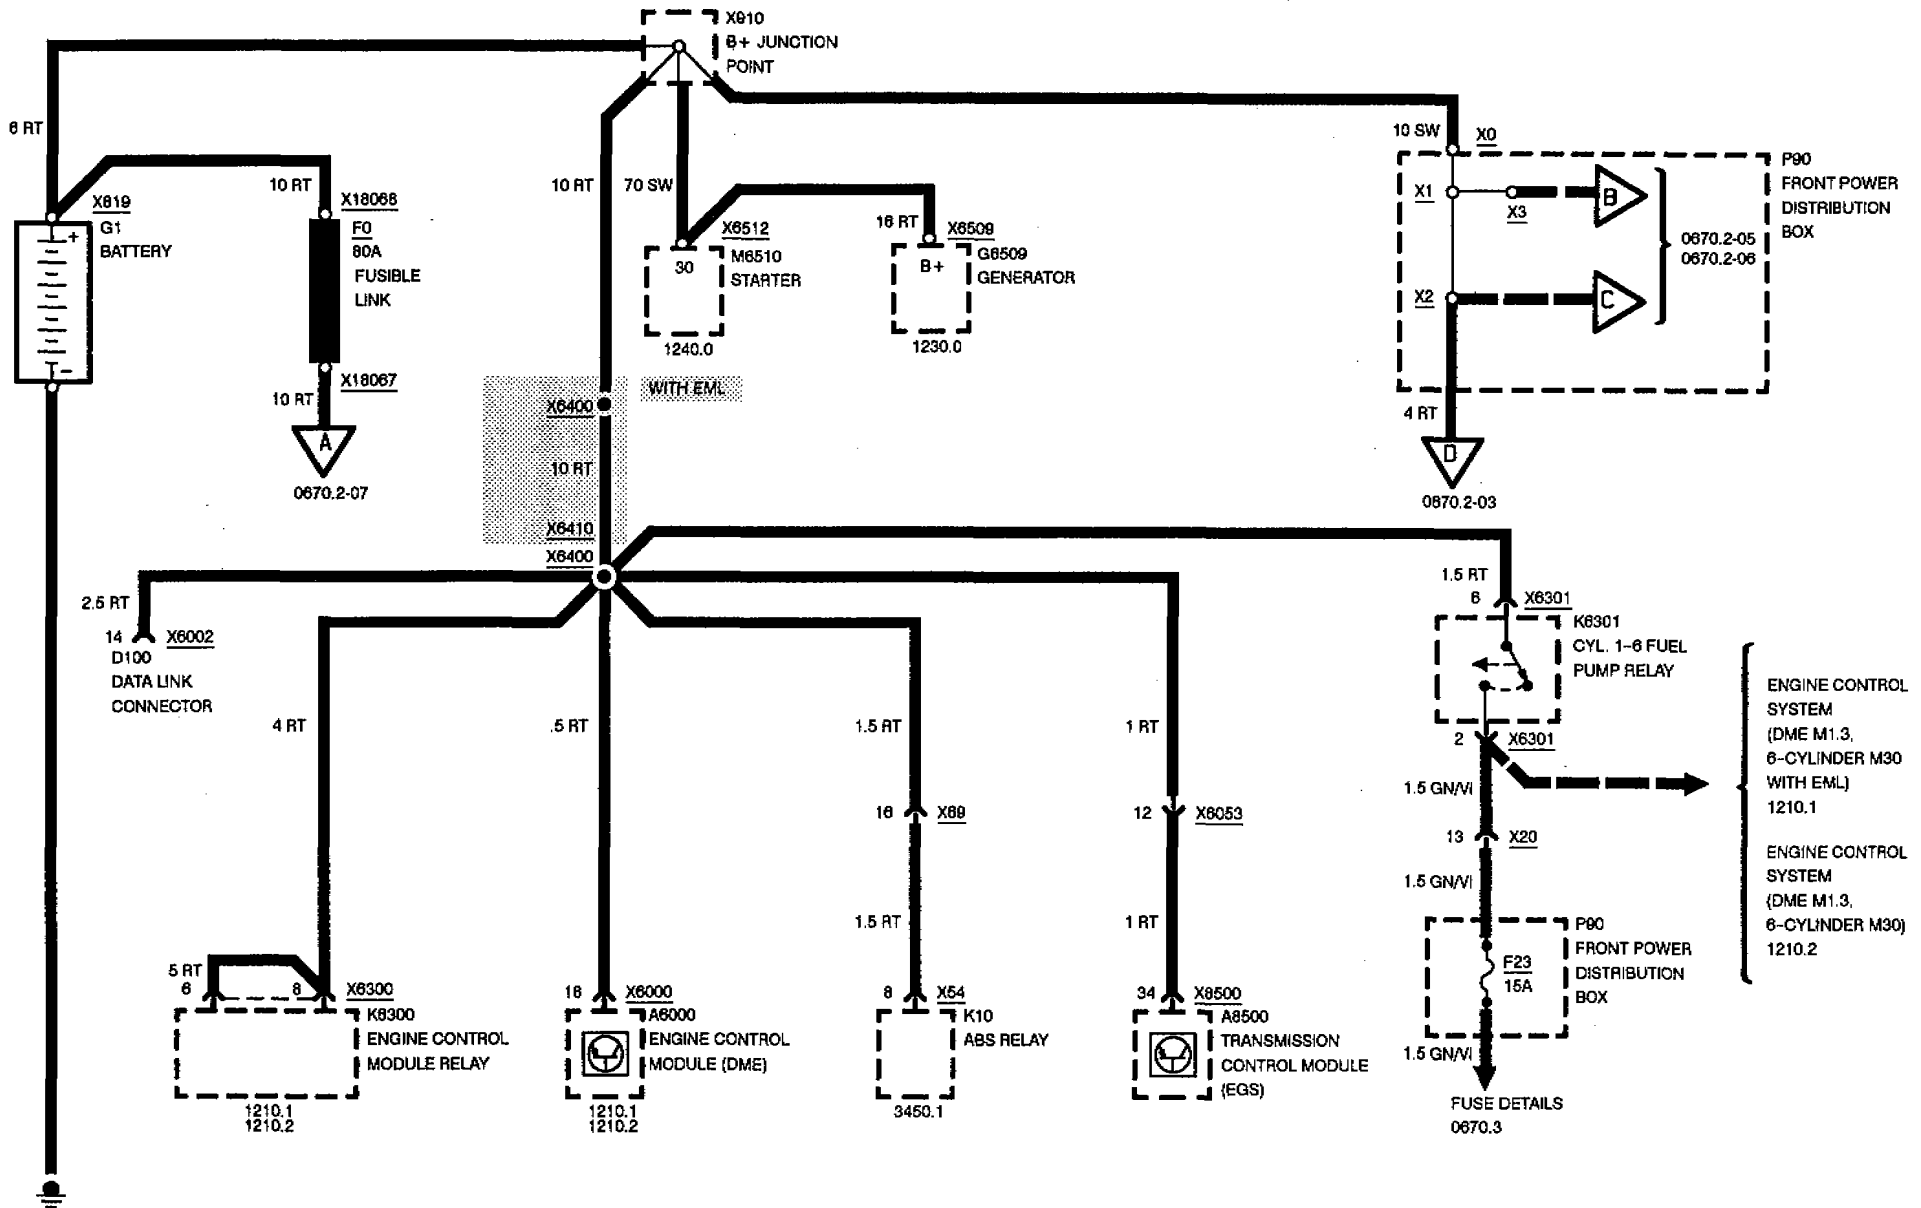 X910
B+ JUNCTION
POINT
6 RT
X819
G1
BATTERY
+
-
10 RT
X18068
F0
80A
FUSIBLE
LINK
X18067
10 RT
A
0670.2-07
10 RT
70 SW
X6512
M6510
STARTER
30
1240.0
16 RT
X6509
G6509
GENERATOR
B+
1230.0
10 SW
X0
P90
FRONT POWER
DISTRIBUTION
BOX
X1
X3
B
X2
C
0670.2-05
0670.2-06
4 RT
D
0670.2-03
WITH EML
X6400
10 RT
X6410
X6400
2.5 RT
14
X6002
D100
DATA LINK
CONNECTOR
4 RT
.5 RT
1.5 RT
1 RT
1.5 RT
6
X6301
K6301
CYL. 1-6 FUEL
PUMP RELAY
2
X6301
1.5 GN/VI
13
X20
1.5 GN/VI
P90
FRONT POWER
DISTRIBUTION
BOX
F23
15A
1.5 GN/VI
FUSE DETAILS
0670.3
ENGINE CONTROL
SYSTEM
(DME M1.3,
6-CYLINDER M30
WITH EML)
1210.1
ENGINE CONTROL
SYSTEM
(DME M1.3,
6-CYLINDER M30)
1210.2
16
X69
12
X6053
1.5 RT
1 RT
5 RT
6
8
X6300
K6300
ENGINE CONTROL
MODULE RELAY
1210.1
1210.2
18
X6000
A6000
ENGINE CONTROL
MODULE (DME)
1210.1
1210.2
8
X54
K10
ABS RELAY
3450.1
34
X8500
A8500
TRANSMISSION
CONTROL MODULE
(EGS)